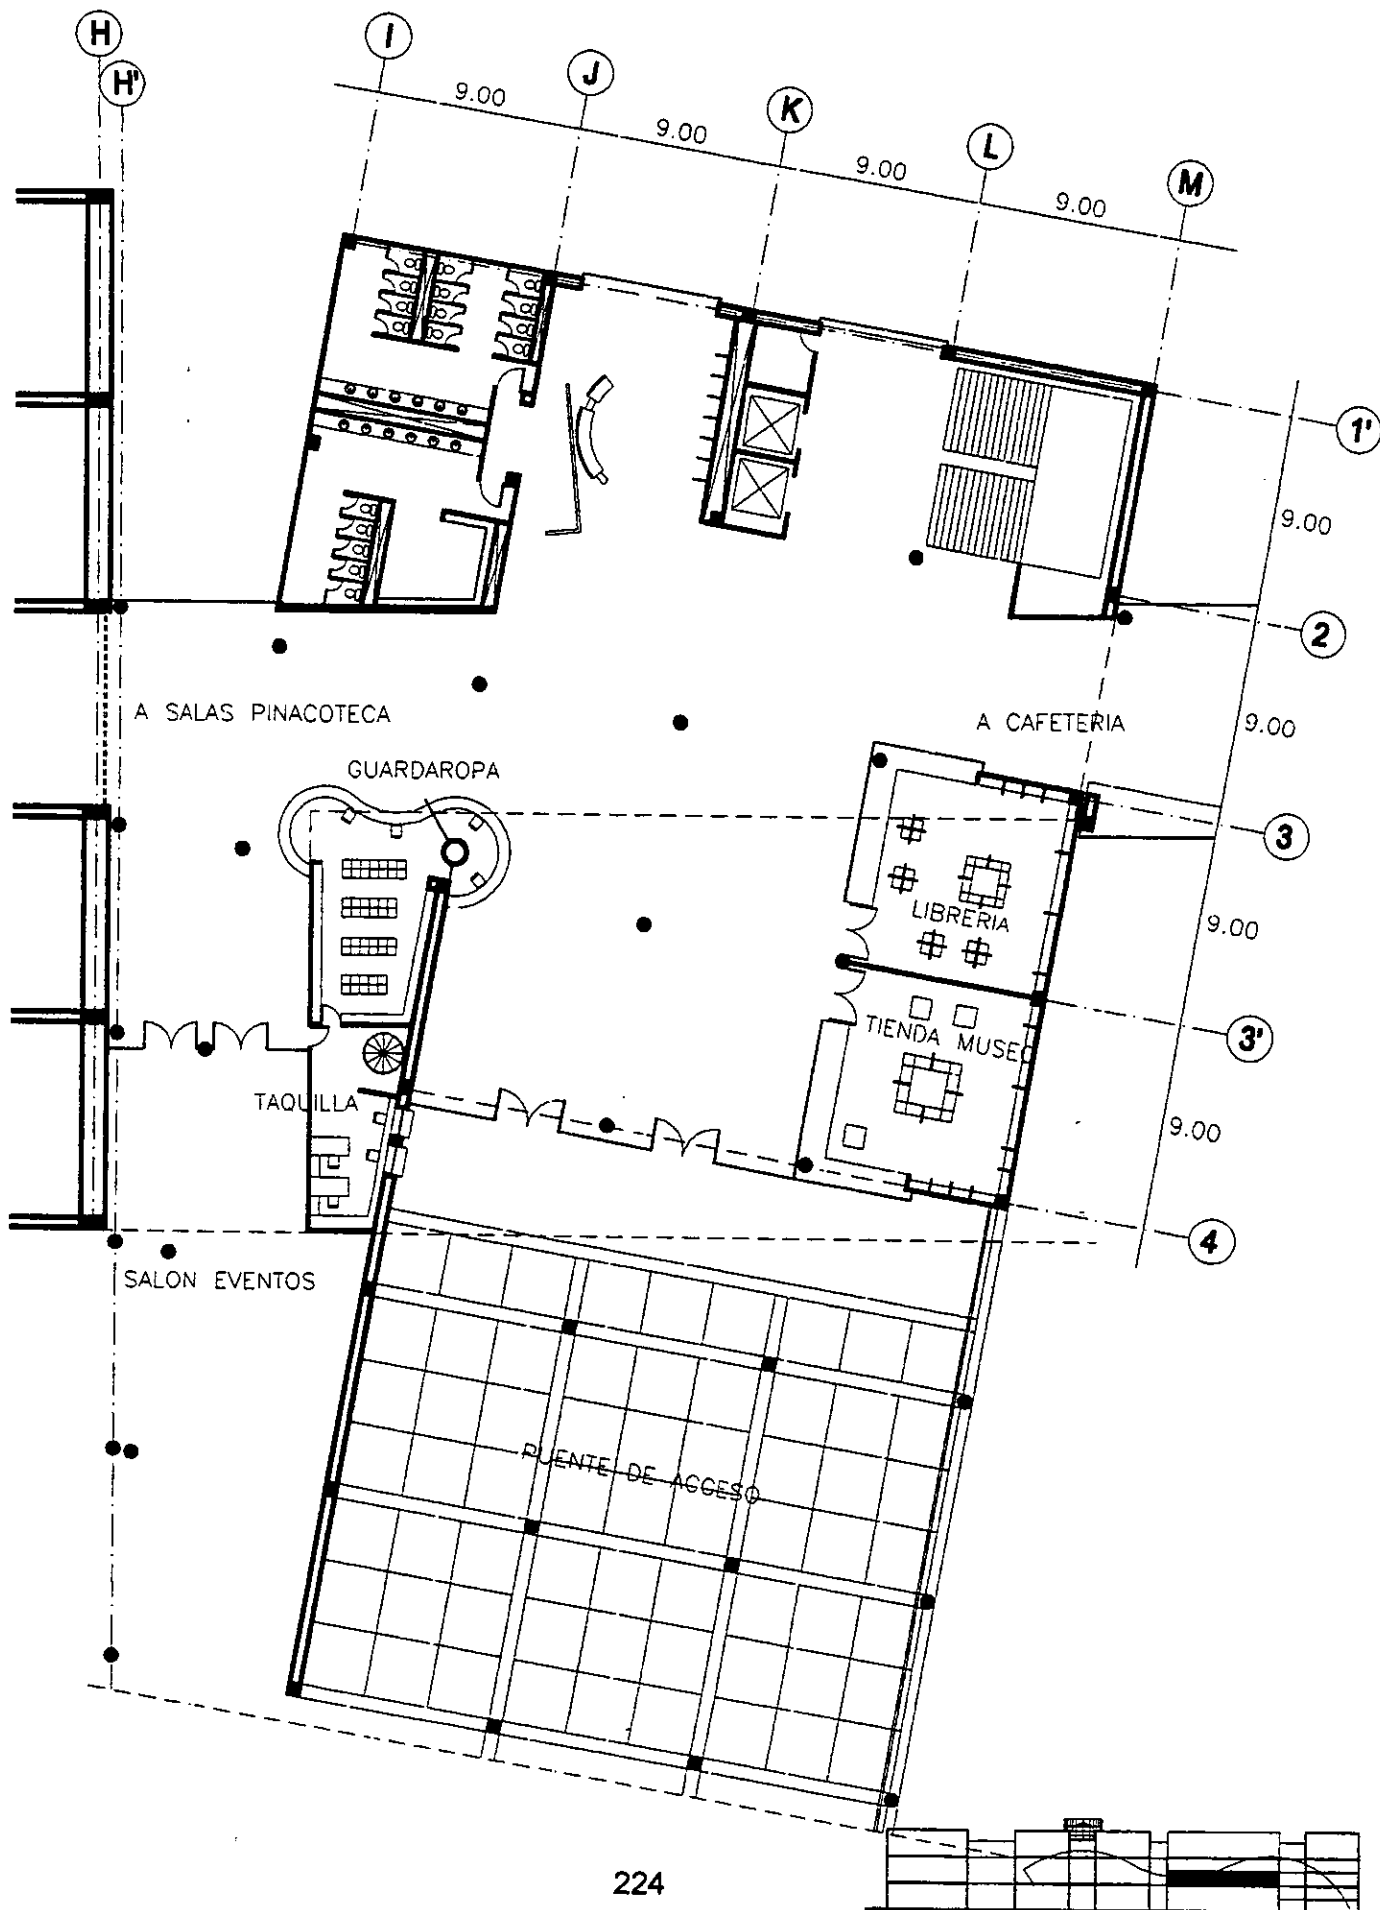 H
H'
I
J
K
L
M
9.00
9.00
9.00
9.00
1'
9.00
2
A SALAS PINACOTECA
A CAFETERIA
9.00
GUARDAROPA
3
LIBRERIA
9.00
TIENDA MUSEO
3'
TAQUILLA
9.00
4
SALON EVENTOS
PUENTE DE ACCESO
224